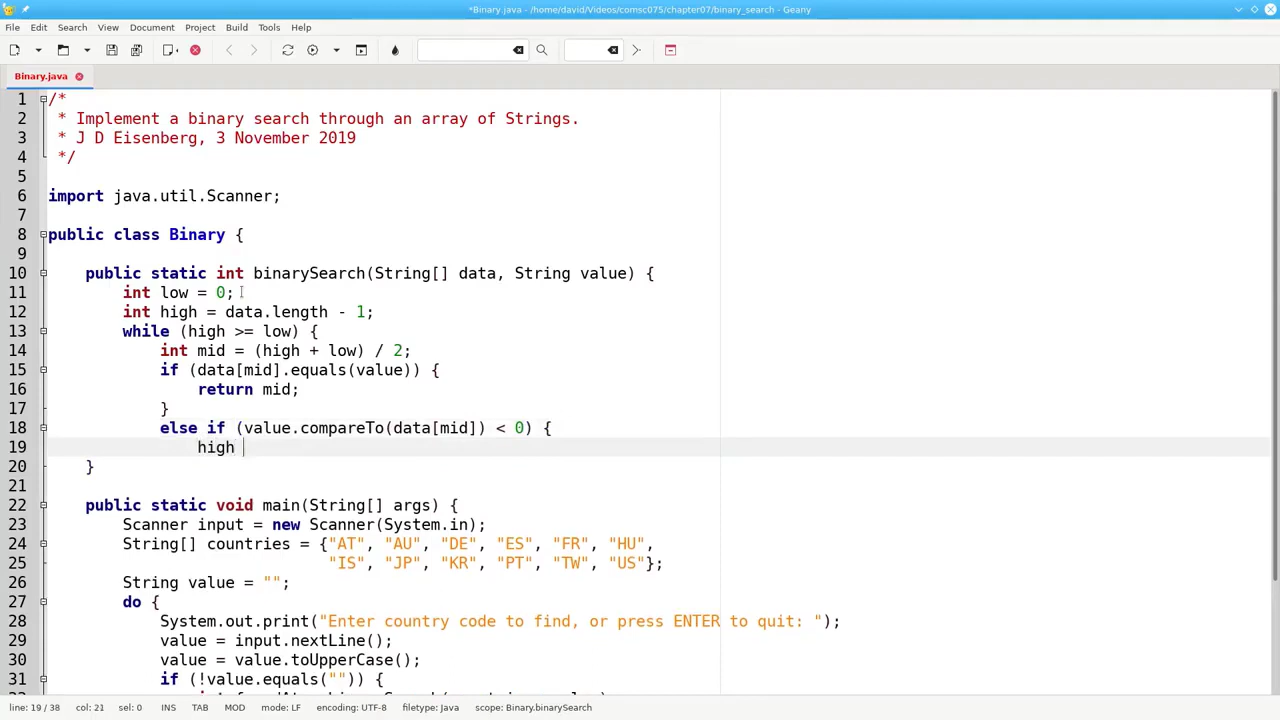 *Binary.java - /home/david/Videos/comsc075/chapter07/binary_search - Geany
File Edit Search View Document Project Build Tools Help
Binary.java
1 /*
2  * Implement a binary search through an array of Strings.
3  * J D Eisenberg, 3 November 2019
4  */
5
6 import java.util.Scanner;
7
8 public class Binary {
9
10     public static int binarySearch(String[] data, String value) {
11         int low = 0;
12         int high = data.length - 1;
13         while (high >= low) {
14             int mid = (high + low) / 2;
15             if (data[mid].equals(value)) {
16                 return mid;
17             }
18             else if (value.compareTo(data[mid]) < 0) {
19                 high
20     }
21
22     public static void main(String[] args) {
23         Scanner input = new Scanner(System.in);
24         String[] countries = {"AT", "AU", "DE", "ES", "FR", "HU",
25                               "IS", "JP", "KR", "PT", "TW", "US"};
26         String value = "";
27         do {
28             System.out.print("Enter country code to find, or press ENTER to quit: ");
29             value = input.nextLine();
30             value = value.toUpperCase();
31             if (!value.equals("")) {
line: 19 / 38 col: 21 sel: 0 INS TAB MOD mode: LF encoding: UTF-8 filetype: Java scope: Binary.binarySearch